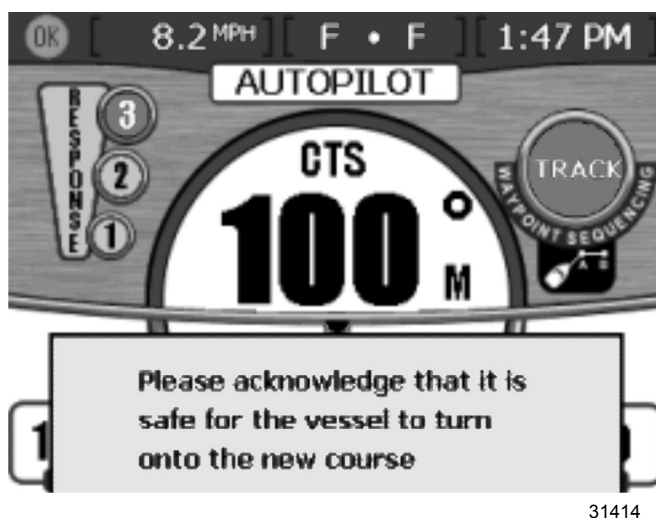 OK [ 8.2 MPH ] [ F • F ] [ 1:47 PM ]
AUTOPILOT
RESPONSE
3
2
1
CTS
100° M
TRACK
WAYPOINT SEQUENCING
A B
Please acknowledge that it is
safe for the vessel to turn
onto the new course
1
31414